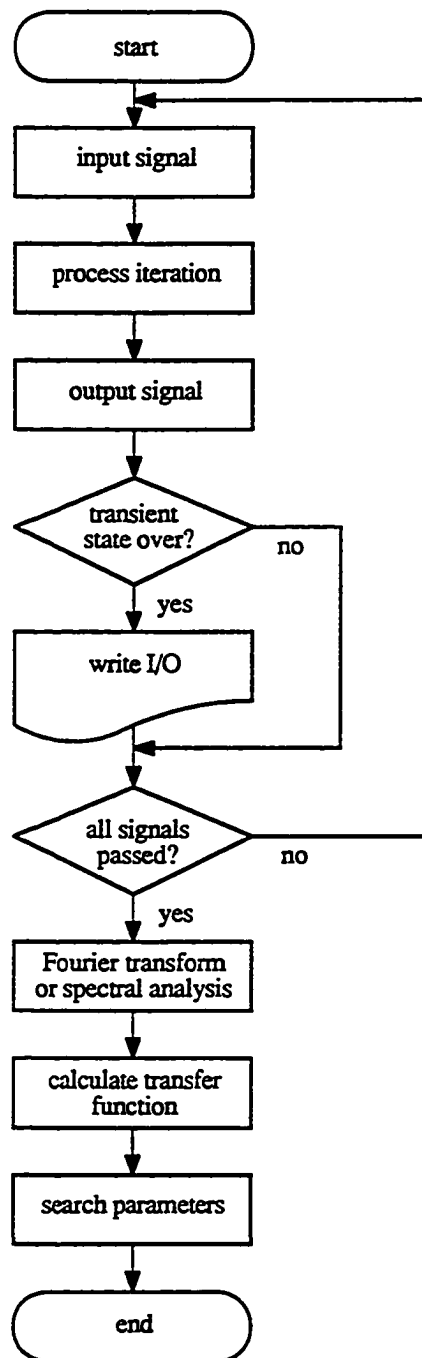 start
input signal
process iteration
output signal
transient
state over?
no
yes
write I/O
all signals
passed?
no
yes
Fourier transform
or spectral analysis
calculate transfer
function
search parameters
end